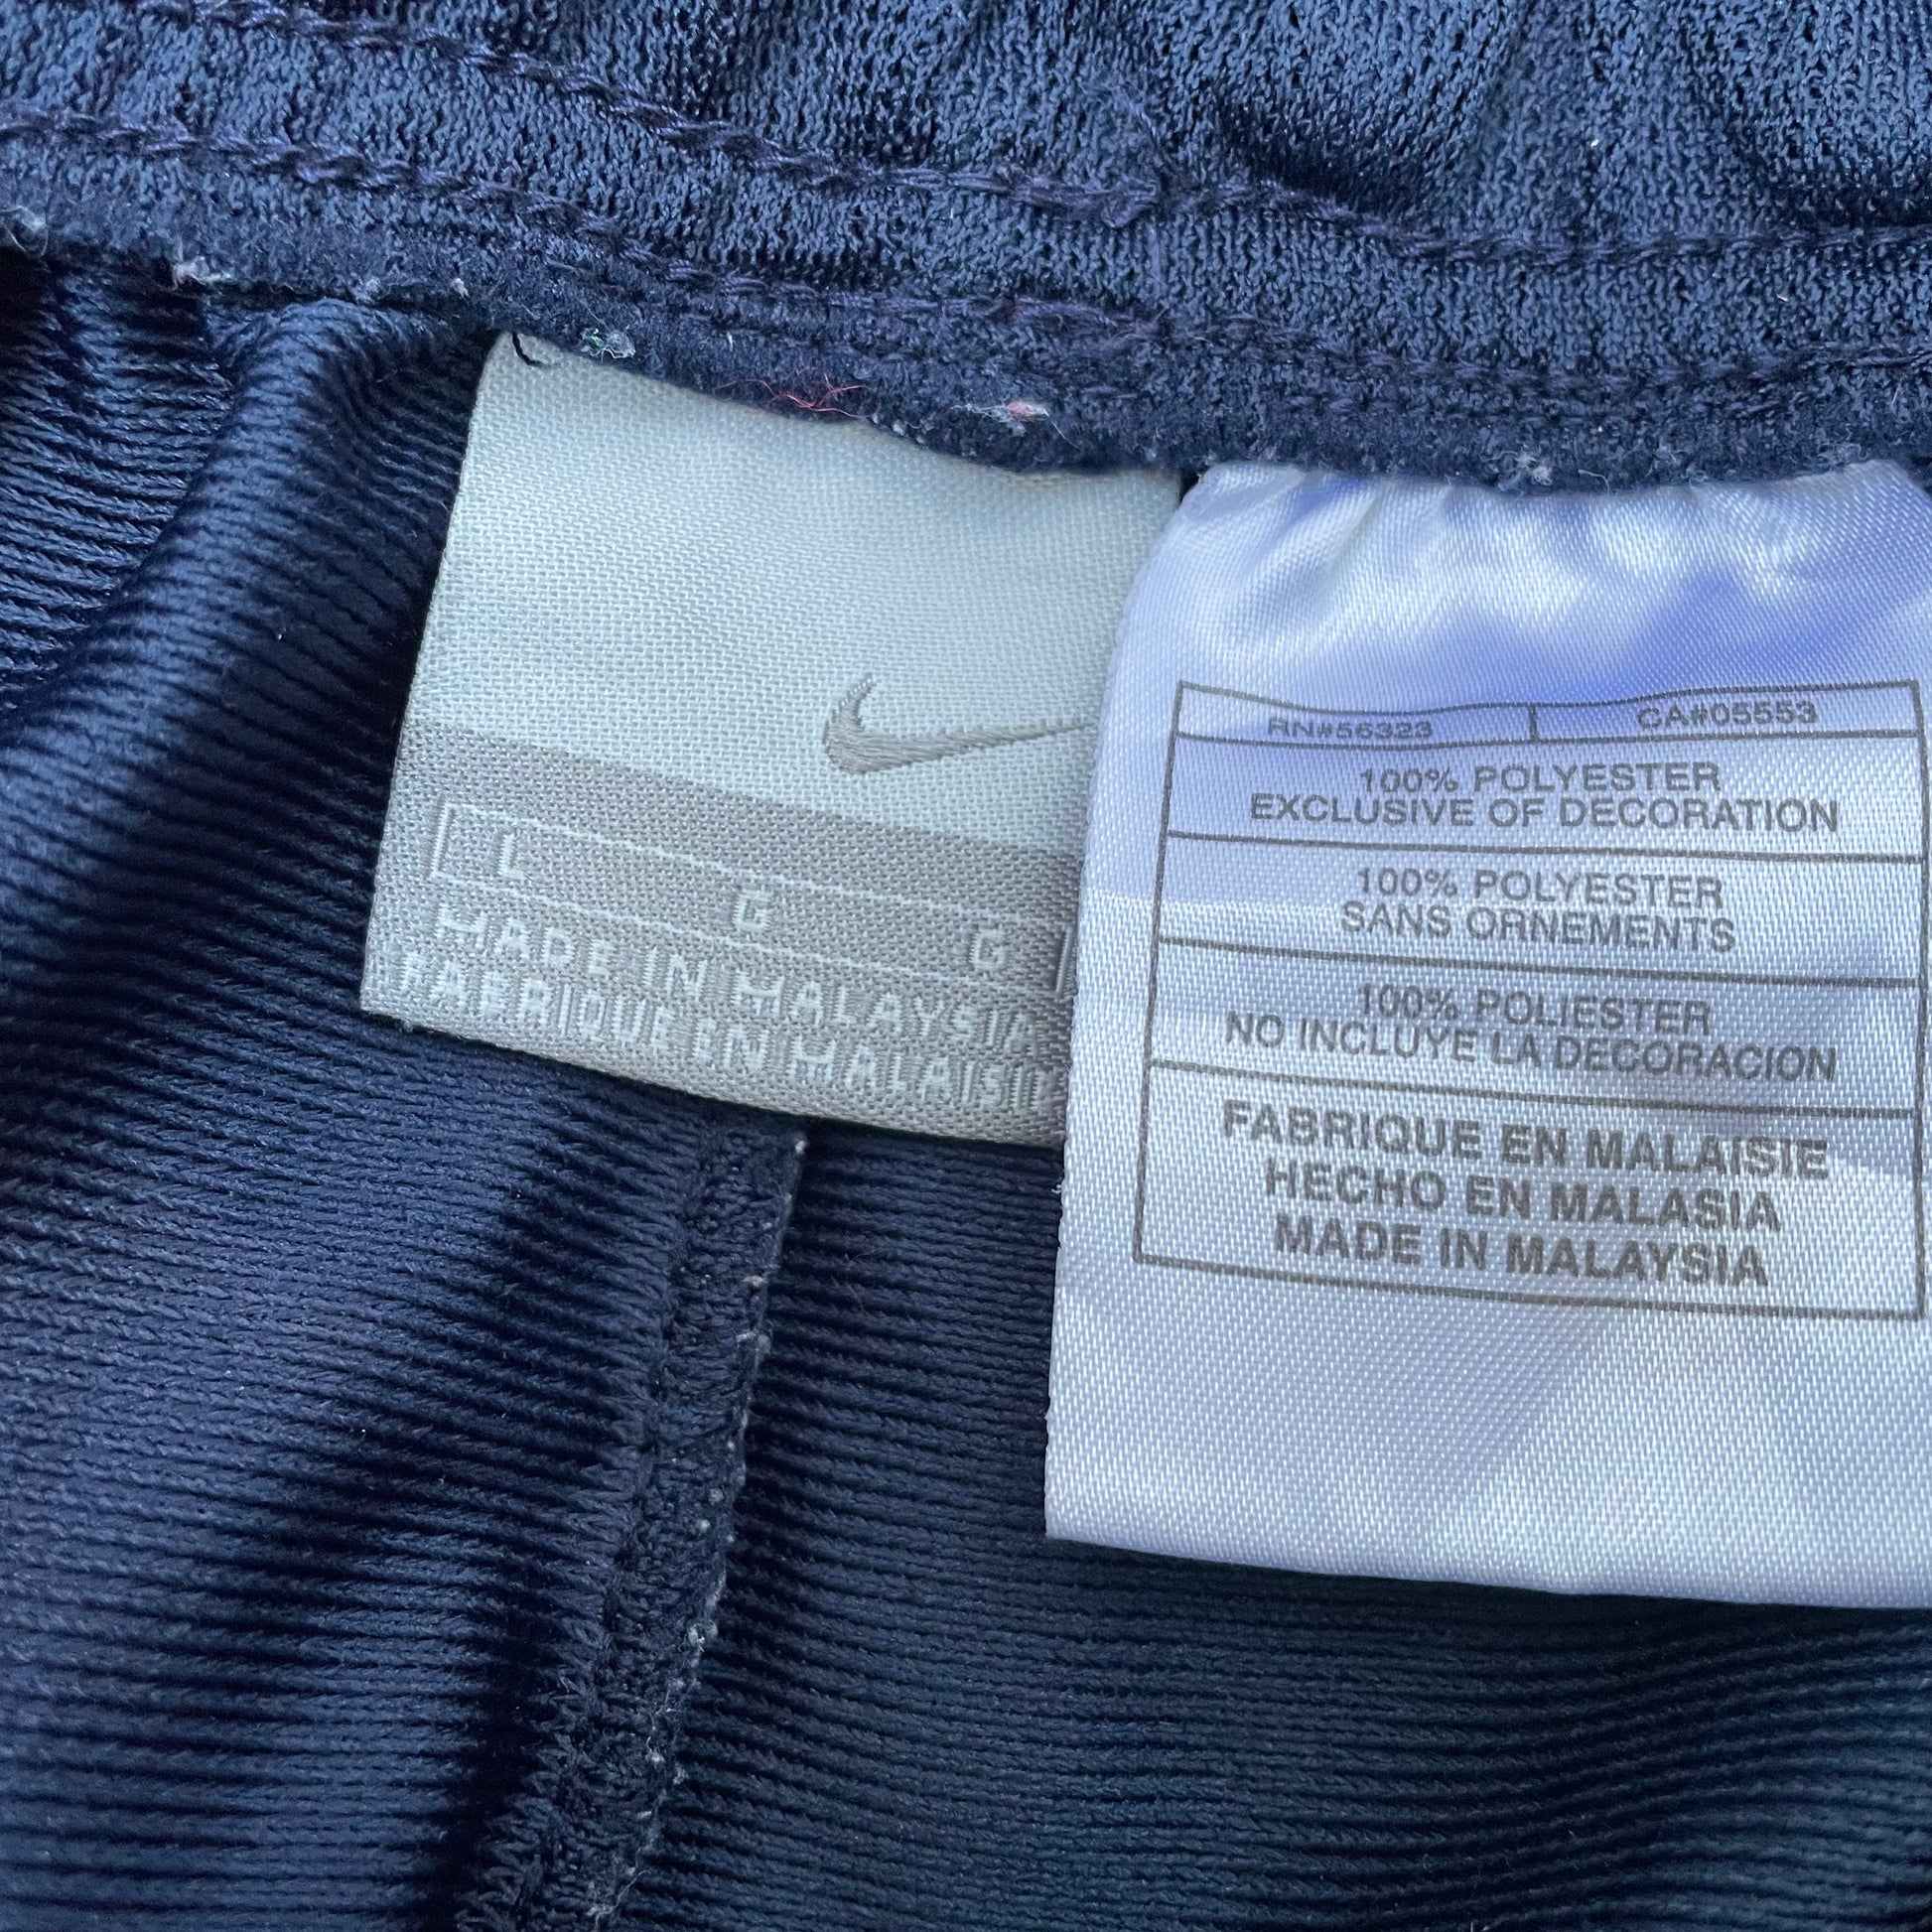 L G G
MADE IN MALAYSIA
FABRIQUE EN MALAISIE
RN#56323 CA#05553
100% POLYESTER
EXCLUSIVE OF DECORATION
100% POLYESTER
SANS ORNEMENTS
100% POLIESTER
NO INCLUYE LA DECORACION
FABRIQUE EN MALAISIE
HECHO EN MALASIA
MADE IN MALAYSIA